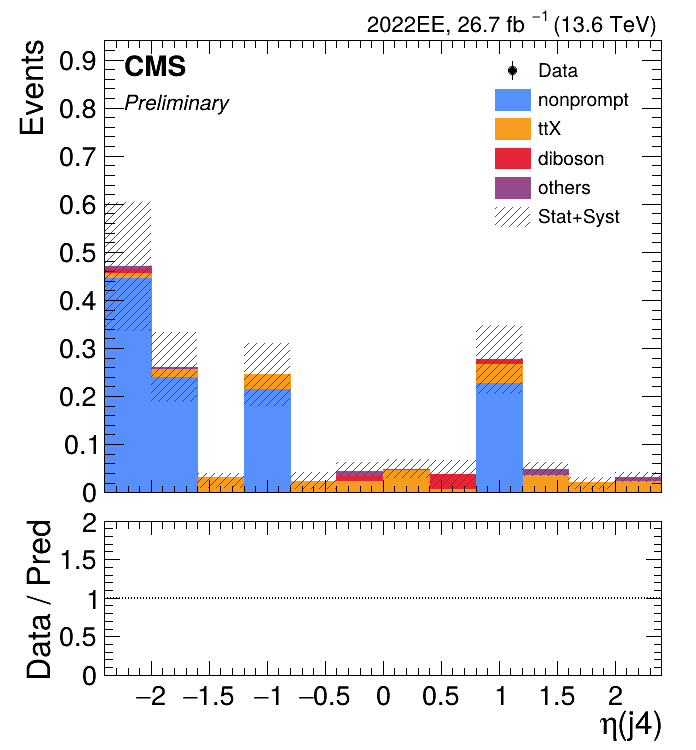 2022EE, 26.7 fb⁻¹ (13.6 TeV)
CMS
Preliminary
Events
0.9
0.8
0.7
0.6
0.5
0.4
0.3
0.2
0.1
0
Data
nonprompt
ttX
diboson
others
Stat+Syst
Data / Pred
2
1.5
1
0.5
0
−2 −1.5 −1 −0.5 0 0.5 1 1.5 2
η(j4)